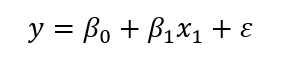 y = β₀ + β₁x₁ + ε